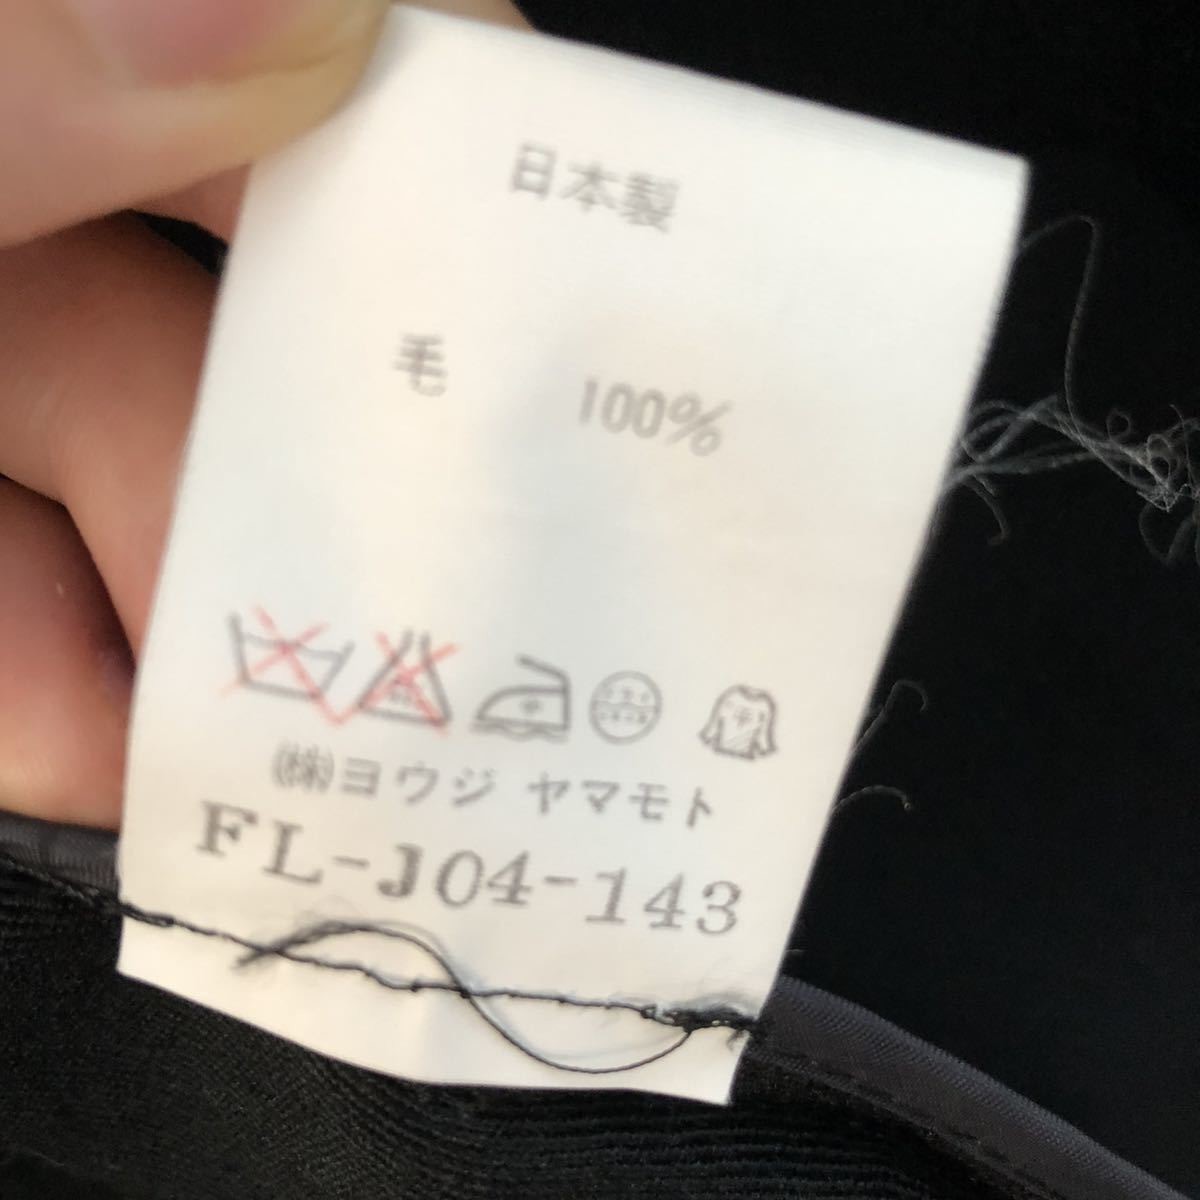 日本製
毛 100%
㈱ヨウジ ヤマモト
FL-J04-143